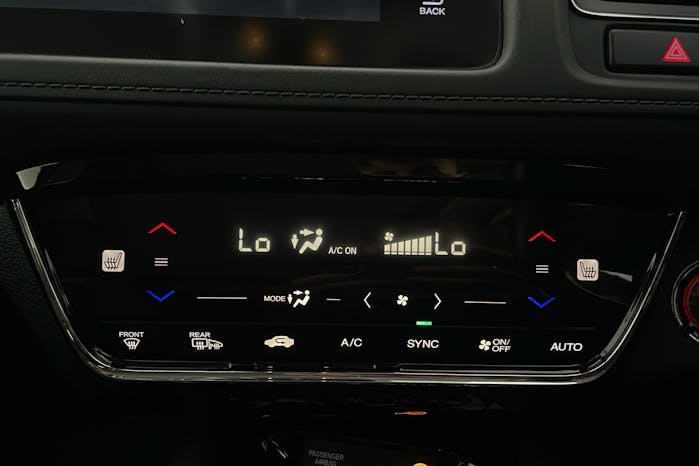 BACK
Lo A/C ON Lo
MODE
FRONT REAR A/C SYNC ON/OFF AUTO
PASSENGER
AIRBAG